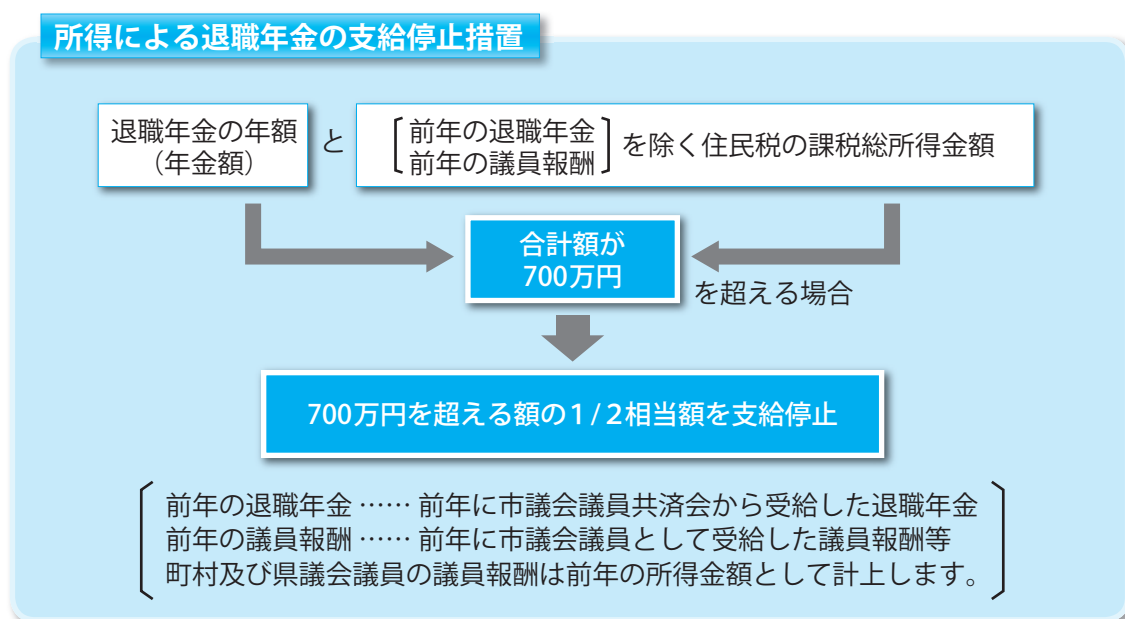 所得による退職年金の支給停止措置
退職年金の年額
（年金額）
と
前年の退職年金
前年の議員報酬
を除く住民税の課税総所得金額
合計額が
700万円
を超える場合
700万円を超える額の1/2相当額を支給停止
前年の退職年金 …… 前年に市議会議員共済会から受給した退職年金
前年の議員報酬 …… 前年に市議会議員として受給した議員報酬等
町村及び県議会議員の議員報酬は前年の所得金額として計上します。